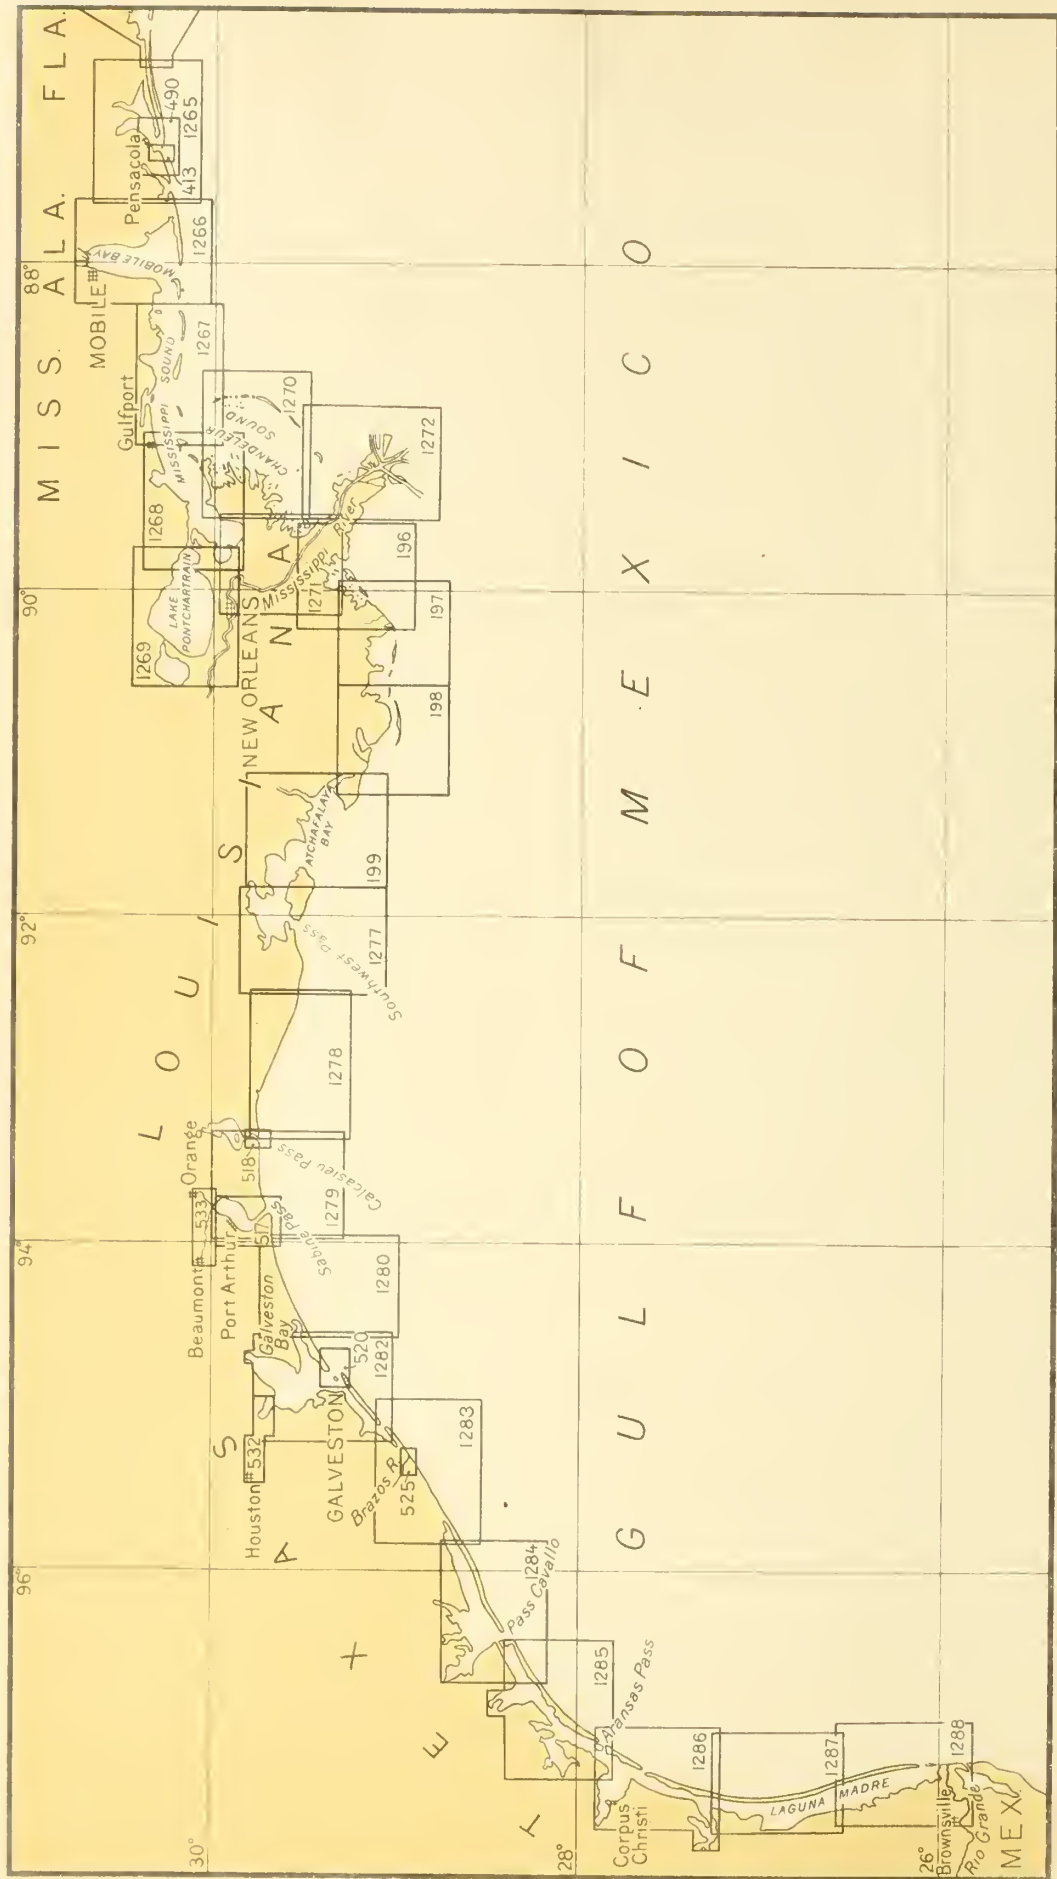 MISS.
ALA.
FLA.
88°
MOBILE
MOBILE BAY
Pensacola
490
1265
413
1266
Gulfport
MISSISSIPPI SOUND
1267
1268
1270
CHANDELEUR
SOUND
1272
LAKE
PONTCHARTRAIN
1269
90°
NEW ORLEANS
Mississippi River
1271
196
197
198
LOUISIANA
92°
ATCHAFALAYA
BAY
199
1277
Southwest Pass
1278
Orange
518
Calcasieu Pass
1279
533
Beaumont
Port Arthur
517
Sabine Pass
94°
1280
Galveston
Bay
520
1282
GALVESTON
532
Houston
1283
Brazos R.
525
96°
1284
Pass Cavallo
TEXAS
1285
Aransas Pass
1286
Corpus
Christi
1287
LAGUNA MADRE
1288
Brownsville
Rio Grande
MEX.
30°
28°
26°
GULF OF MEXICO